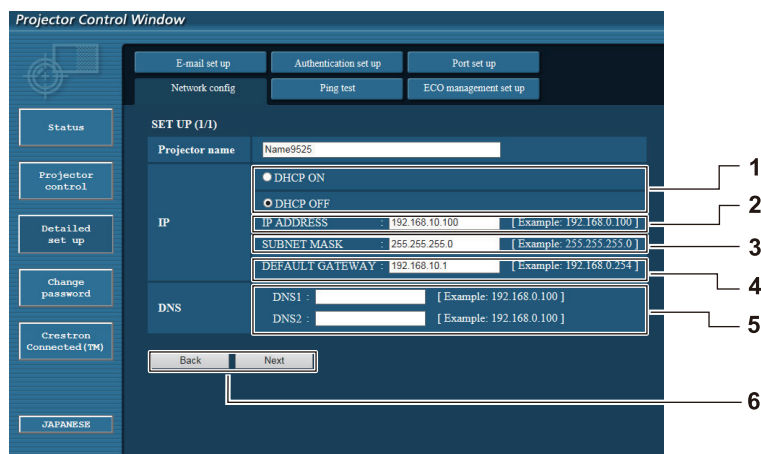 Projector Control Window
E-mail set up
Authentication set up
Port set up
Network config
Ping test
ECO management set up
Status
Projector
control
Detailed
set up
Change
password
Crestron
Connected(TM)
JAPANESE
SET UP (1/1)
Projector name Name9525
IP
DHCP ON
DHCP OFF
IP ADDRESS : 192.168.10.100 [ Example: 192.168.0.100 ]
SUBNET MASK : 255.255.255.0 [ Example: 255.255.255.0 ]
DEFAULT GATEWAY : 192.168.10.1 [ Example: 192.168.0.254 ]
DNS
DNS1 : [ Example: 192.168.0.100 ]
DNS2 : [ Example: 192.168.0.100 ]
Back Next
1
2
3
4
5
6